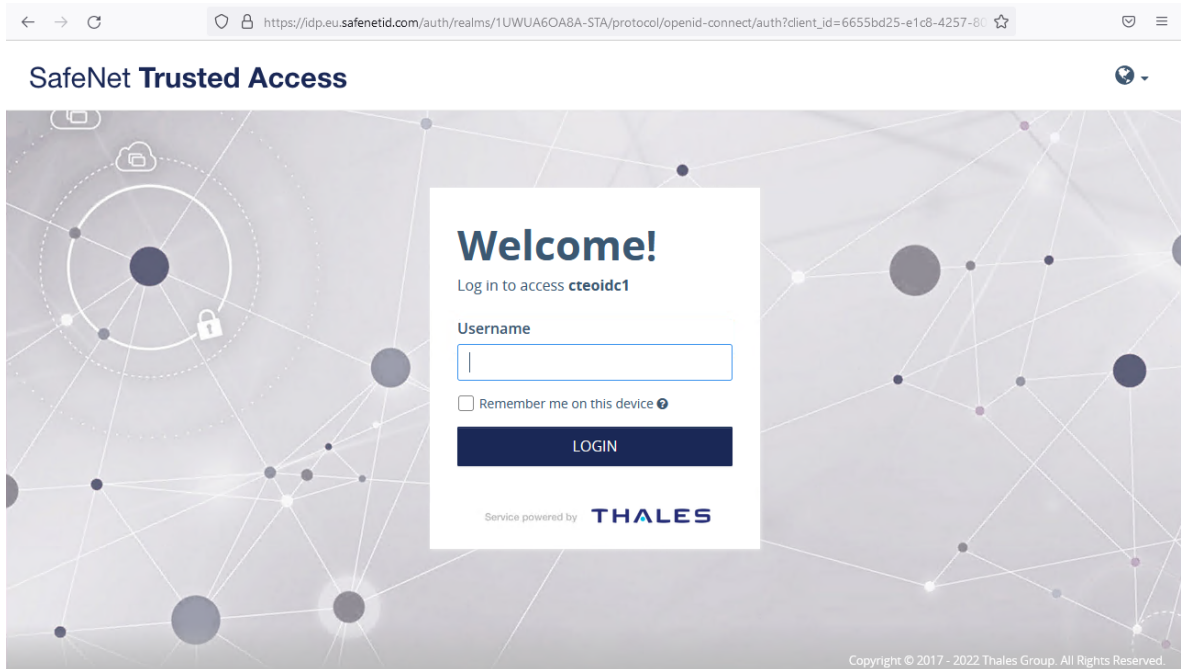 https://idp.eu.safenetid.com/auth/realms/1UWUA6OA8A-STA/protocol/openid-connect/auth?client_id=6655bd25-e1c8-4257-80
SafeNet Trusted Access
Welcome!
Log in to access cteoidc1
Username
Remember me on this device
LOGIN
Service powered by THALES
Copyright © 2017 - 2022 Thales Group. All Rights Reserved.